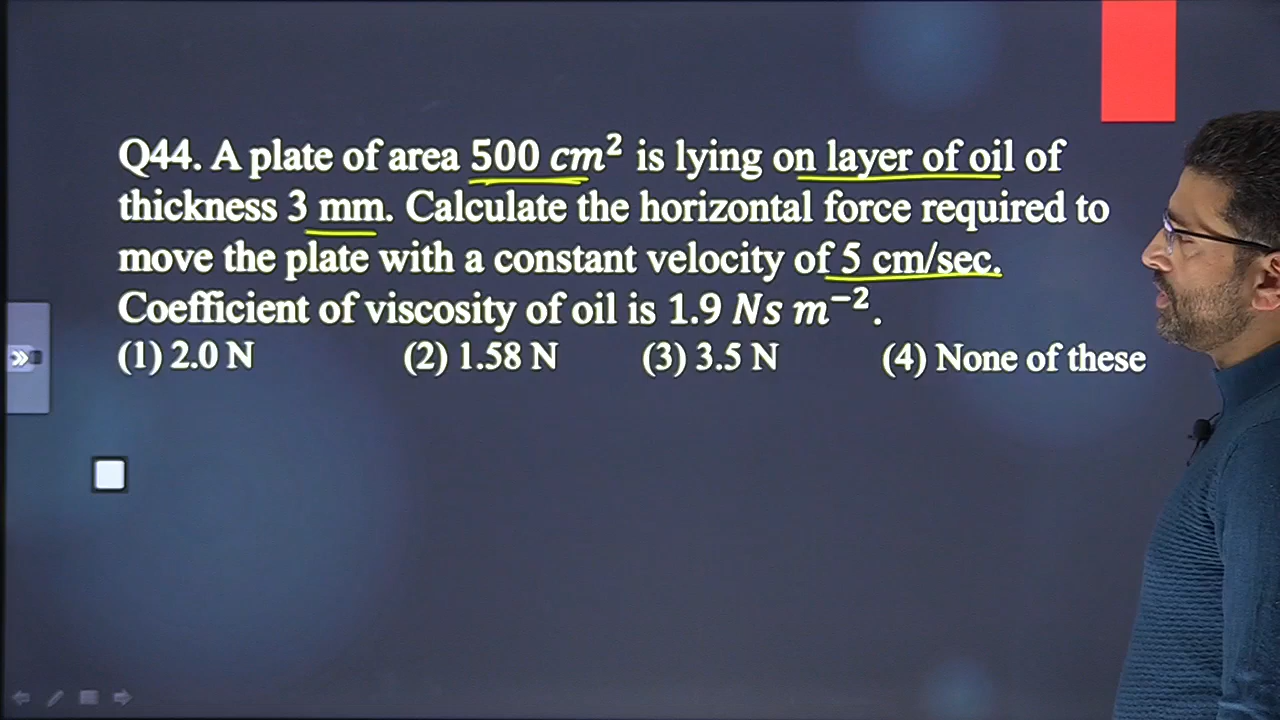 Q44. A plate of area 500 cm² is lying on layer of oil of
thickness 3 mm. Calculate the horizontal force required to
move the plate with a constant velocity of 5 cm/sec.
Coefficient of viscosity of oil is 1.9 Ns m⁻².
(1) 2.0 N (2) 1.58 N (3) 3.5 N (4) None of these